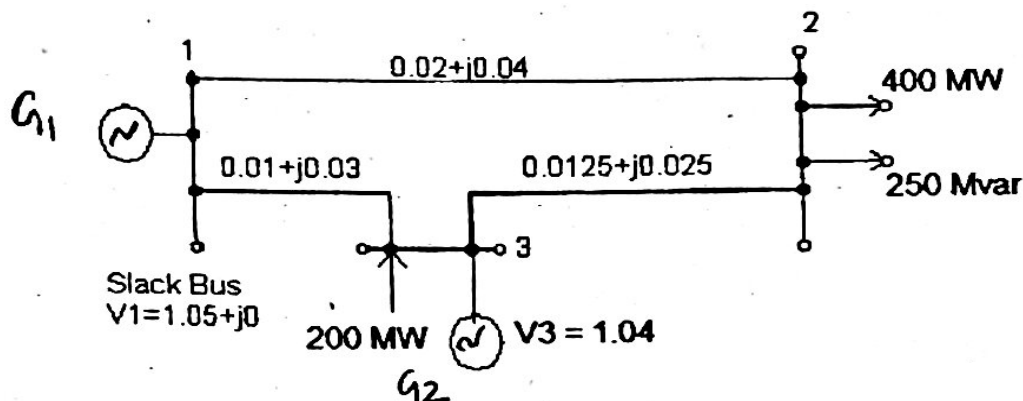 1
2
0.02+j0.04
400 MW
G1
0.01+j0.03
0.0125+j0.025
250 Mvar
3
Slack Bus
V1=1.05+j0
200 MW
V3 = 1.04
G2